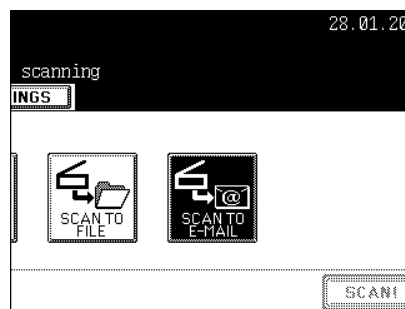 28.01.20
scanning
INGS
SCAN TO
FILE
SCAN TO
E-MAIL
SCAN